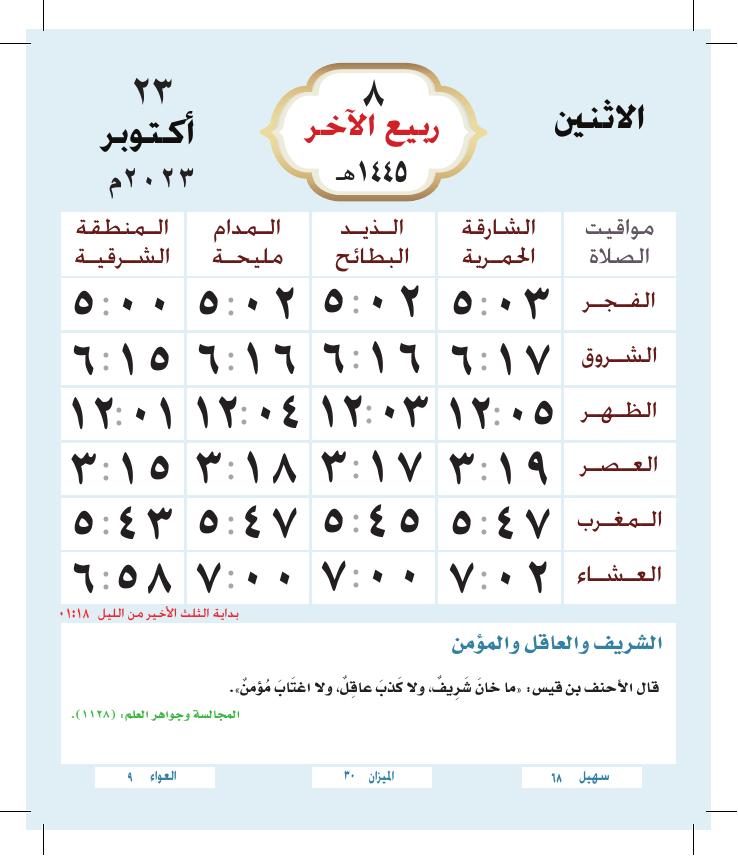 الاثنين
٨
ربيع الآخر
١٤٤٥هـ
٢٣
أكتوبر
٢٠٢٣م
مواقيت الصلاة	الشارقة الحمرية	الذيد البطائح	المدام مليحة	المنطقة الشرقية
الفجر	٥:٠٣	٥:٠٢	٥:٠٢	٥:٠٠
الشروق	٦:١٧	٦:١٦	٦:١٦	٦:١٥
الظهر	١٢:٠٥	١٢:٠٣	١٢:٠٤	١٢:٠١
العصر	٣:١٩	٣:١٧	٣:١٨	٣:١٥
المغرب	٥:٤٧	٥:٤٥	٥:٤٧	٥:٤٣
العشاء	٧:٠٢	٧:٠٠	٧:٠٠	٦:٥٨
بداية الثلث الأخير من الليل ٠١:١٨
الشريف والعاقل والمؤمن
قال الأحنف بن قيس: «ما خانَ شَرِيفٌ، ولا كَذبَ عاقِلٌ، ولا اغتَابَ مُؤمنٌ».
المجالسة وجواهر العلم: (١١٢٨).
سهيل ٦٨
الميزان ٣٠
العواء ٩